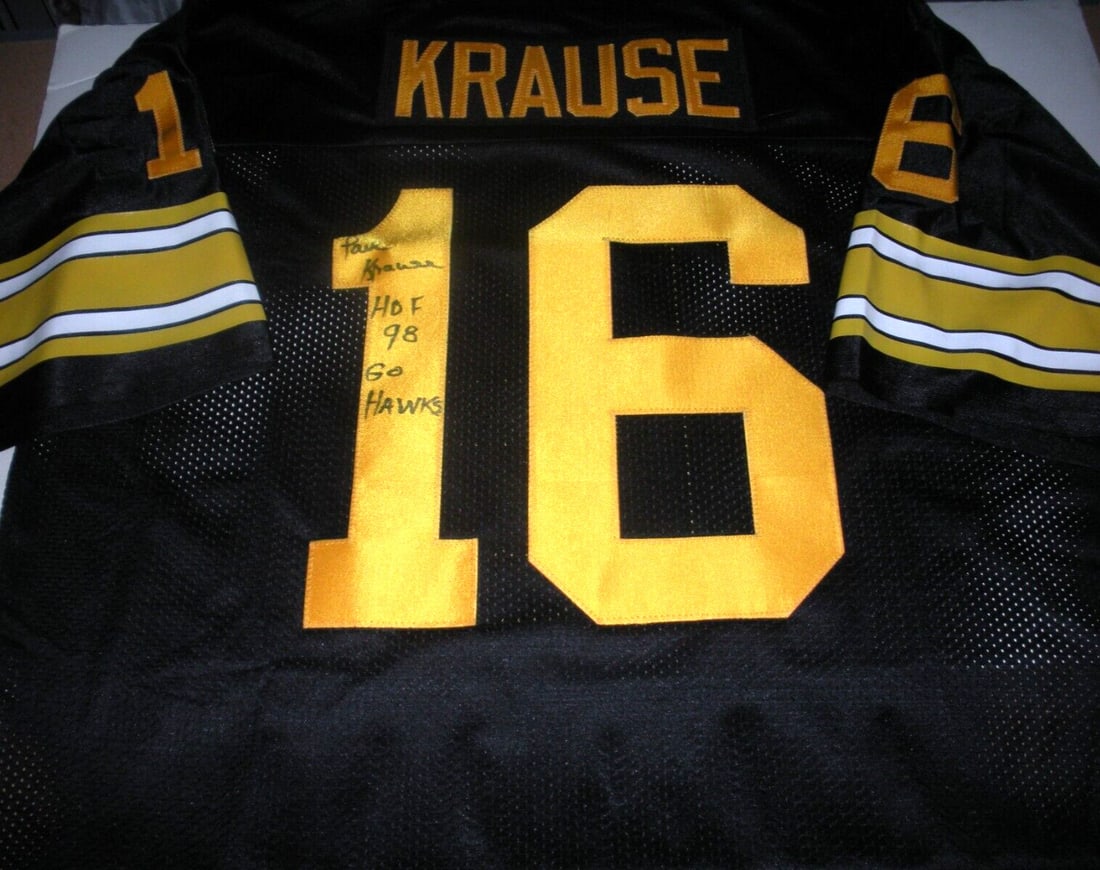 KRAUSE
1
6
16
Paul
Krause
HOF
98
GO
HAWKS